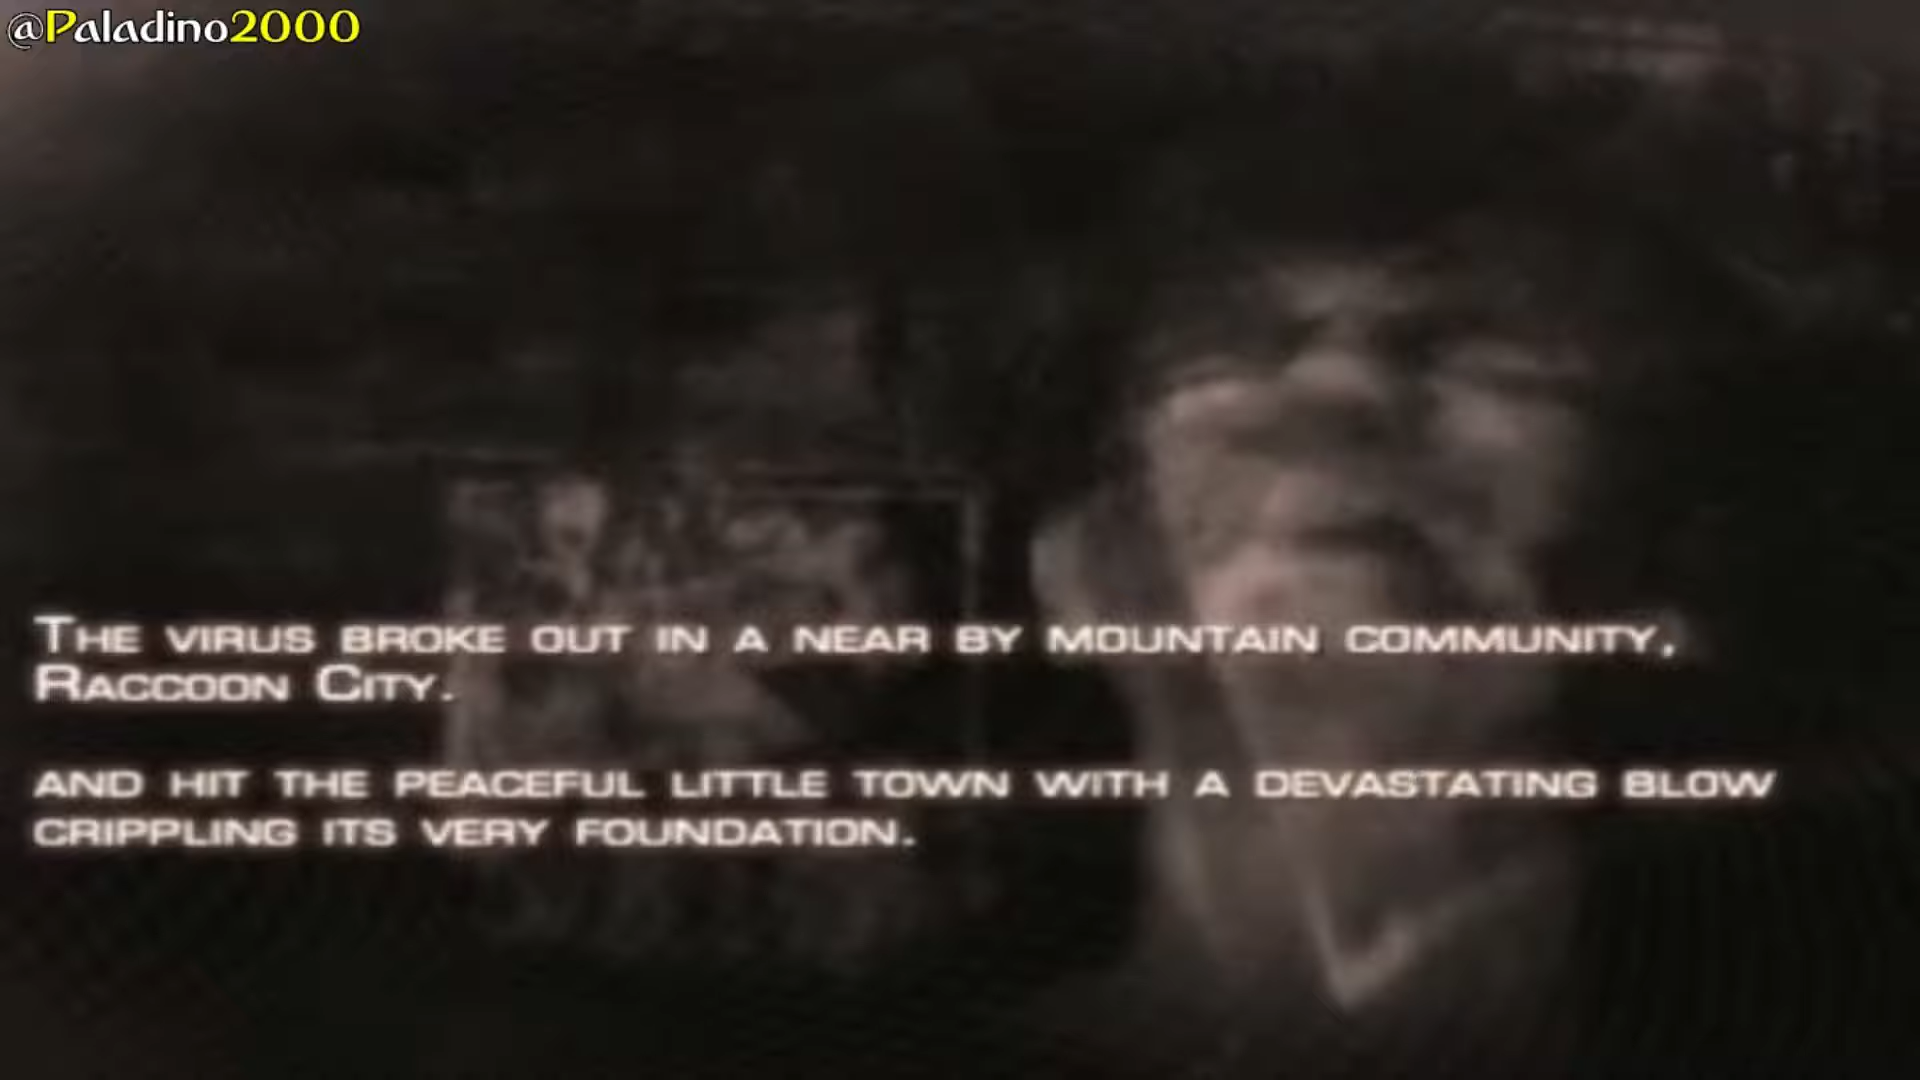 @Paladino2000
The virus broke out in a near by mountain community,
Raccoon City.
and hit the peaceful little town with a devastating blow
crippling its very foundation.